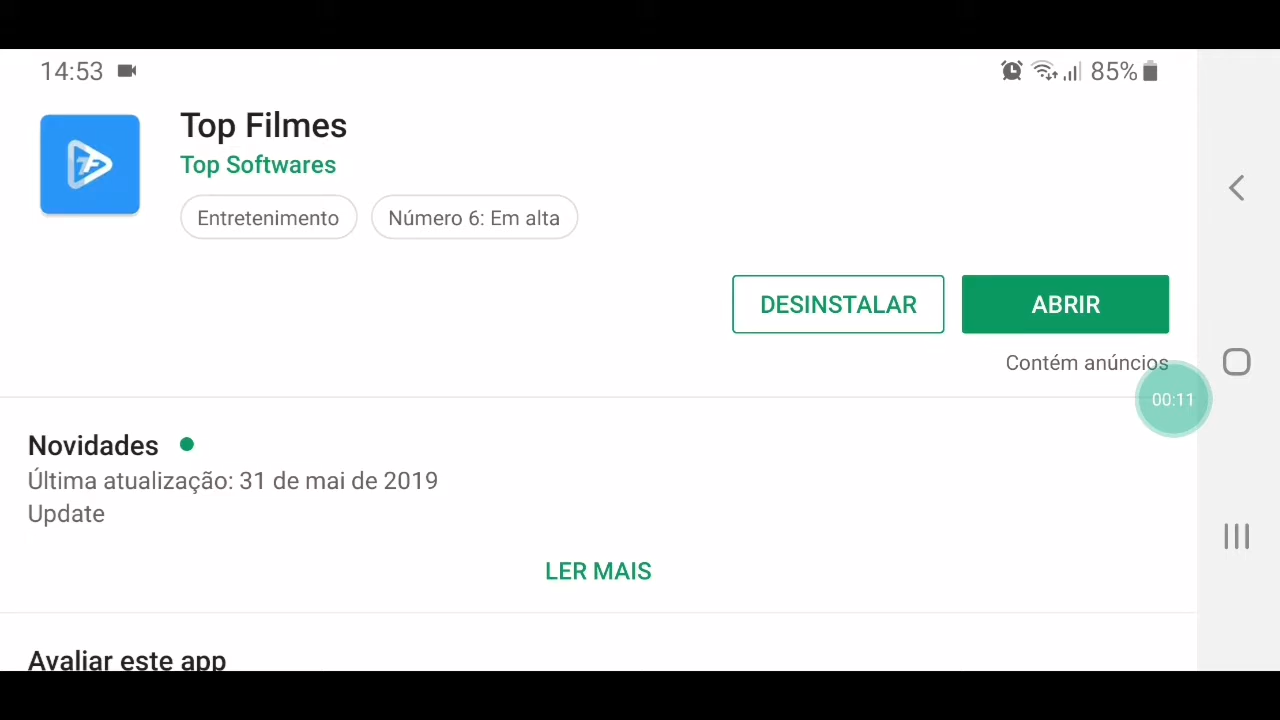 14:53
85%
TF
Top Filmes
Top Softwares
Entretenimento
Número 6: Em alta
DESINSTALAR
ABRIR
Contém anúncios
00:11
Novidades
Última atualização: 31 de mai de 2019
Update
LER MAIS
Avaliar este app